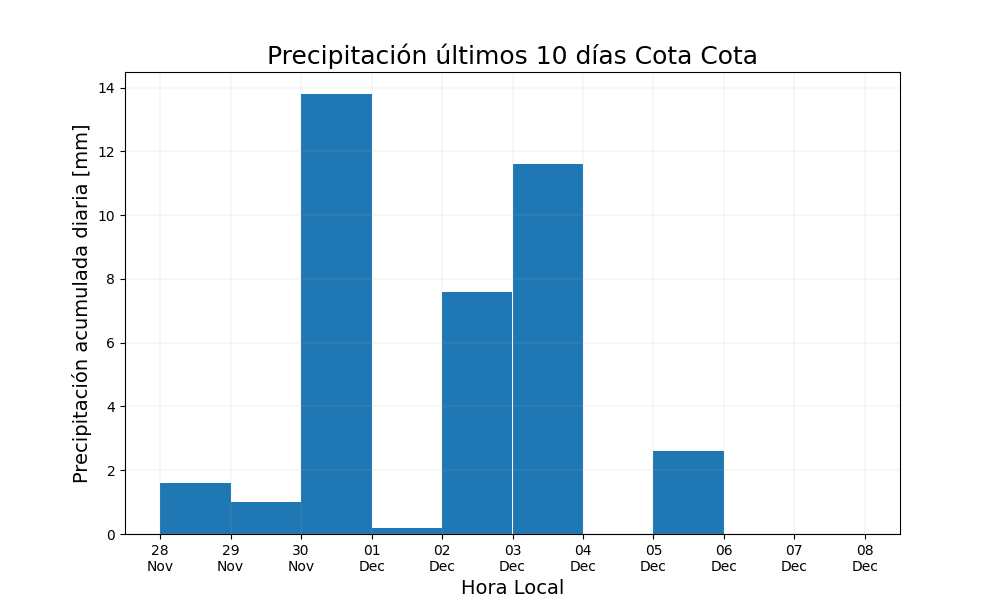 Precipitación últimos 10 días Cota Cota
Precipitación acumulada diaria [mm]
14
12
10
8
6
4
2
0
28 29 30 01 02 03 04 05 06 07 08
Nov Nov Nov Dec Dec Dec Dec Dec Dec Dec Dec
Hora Local